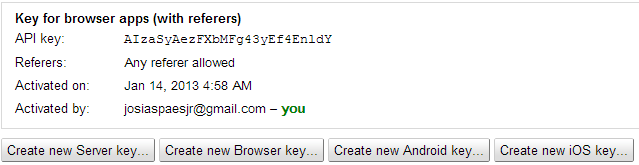 Key for browser apps (with referers)
API key: AIzaSyAezFXbMFg43yEf4EnldY
Referers: Any referer allowed
Activated on: Jan 14, 2013 4:58 AM
Activated by: josiaspaesjr@gmail.com – you
Create new Server key... Create new Browser key... Create new Android key... Create new iOS key...